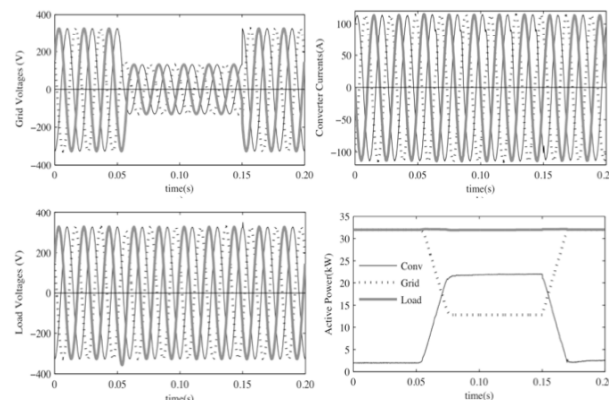 400
200
0
−200
−400
Grid Voltages (V)
0 0.05 0.10 0.15 0.20
time(s)
100
50
0
−50
−100
Converter Currents(A)
0 0.05 0.10 0.15 0.20
time(s)
400
200
0
−200
−400
Load Voltages (V)
0 0.05 0.10 0.15 0.20
time(s)
35
30
25
20
15
10
5
0
Active Power(kW)
Conv
Grid
Load
0 0.05 0.10 0.15 0.20
time(s)